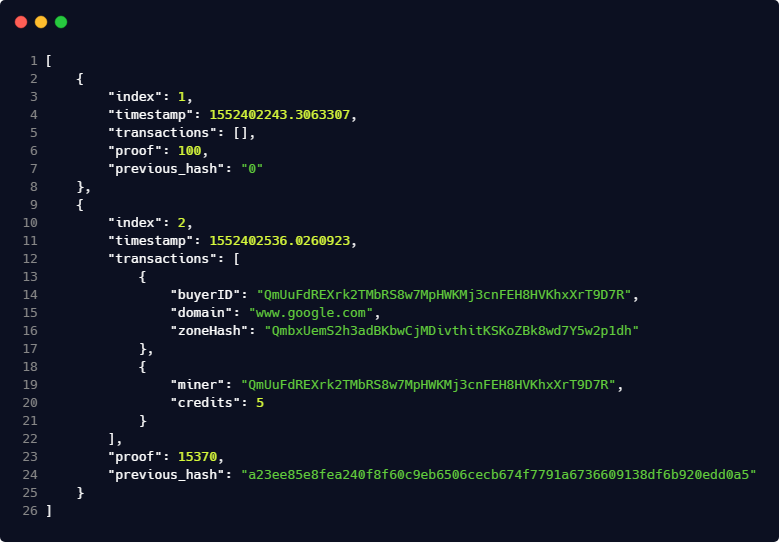 1 [
2     {
3         "index": 1,
4         "timestamp": 1552402243.3063307,
5         "transactions": [],
6         "proof": 100,
7         "previous_hash": "0"
8     },
9     {
10         "index": 2,
11         "timestamp": 1552402536.0260923,
12         "transactions": [
13             {
14                 "buyerID": "QmUuFdREXrk2TMbRS8w7MpHWKMj3cnFEH8HVKhxXrT9D7R",
15                 "domain": "www.google.com",
16                 "zoneHash": "QmbxUemS2h3adBKbwCjMDivthitKSKoZBk8wd7Y5w2p1dh"
17             },
18             {
19                 "miner": "QmUuFdREXrk2TMbRS8w7MpHWKMj3cnFEH8HVKhxXrT9D7R",
20                 "credits": 5
21             }
22         ],
23         "proof": 15370,
24         "previous_hash": "a23ee85e8fea240f8f60c9eb6506cecb674f7791a6736609138df6b920edd0a5"
25     }
26 ]